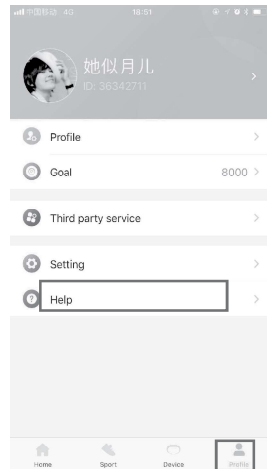 中国移动 4G 18:51
她似月儿
ID: 36342711
Profile
Goal 8000
Third party service
Setting
Help
Home Sport Device Profile